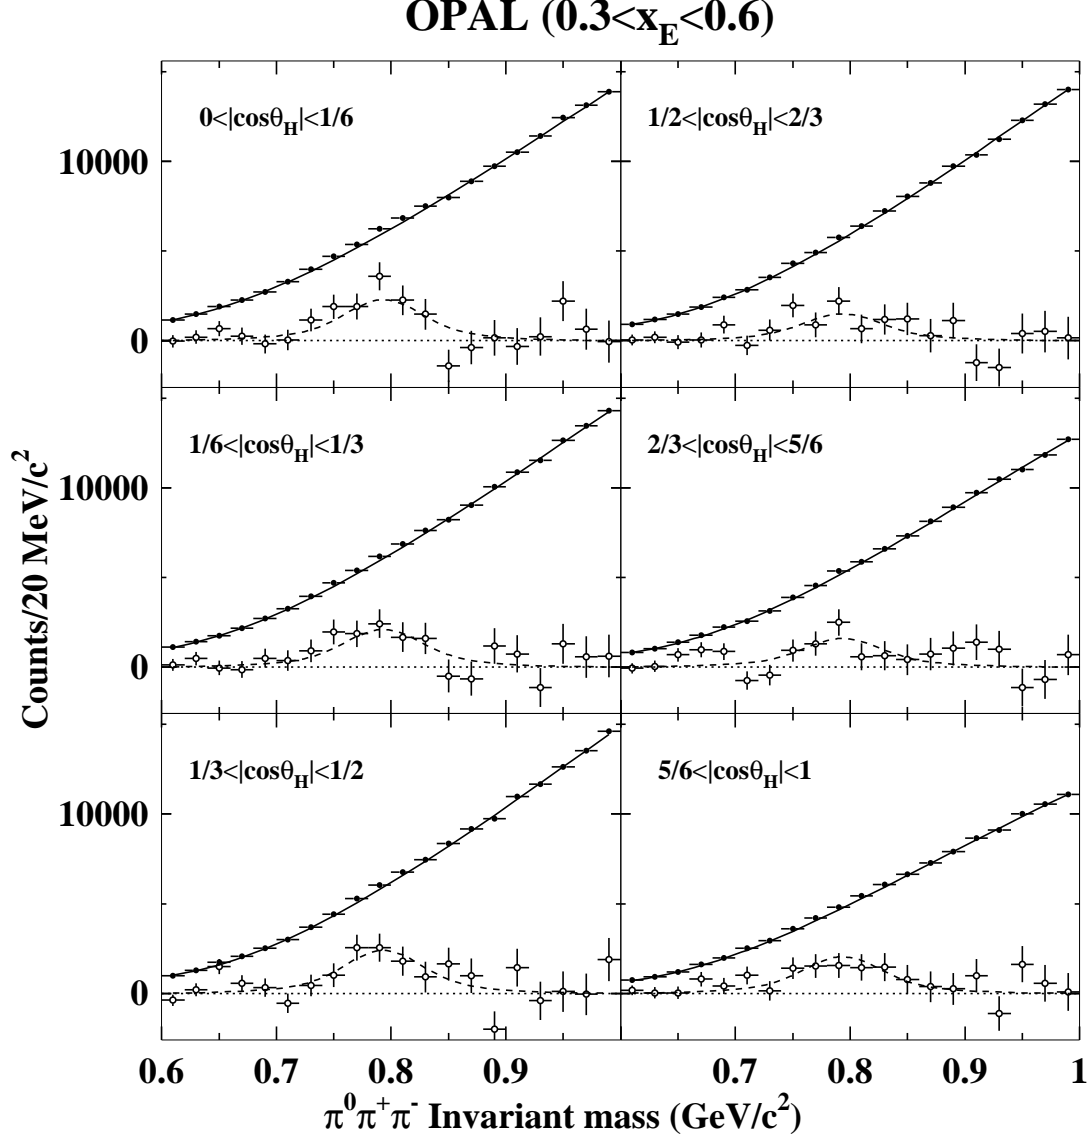 OPAL (0.3<x_E<0.6)
0<|cosθ_H|<1/6
1/2<|cosθ_H|<2/3
10000
0
1/6<|cosθ_H|<1/3
2/3<|cosθ_H|<5/6
10000
0
1/3<|cosθ_H|<1/2
5/6<|cosθ_H|<1
10000
0
Counts/20 MeV/c²
0.6 0.7 0.8 0.9 0.7 0.8 0.9 1
π⁰π⁺π⁻ Invariant mass (GeV/c²)